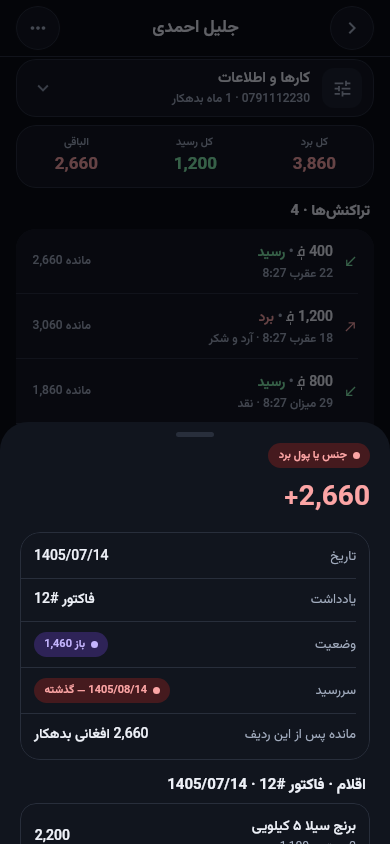 جلیل احمدی
کارها و اطلاعات
0791112230 · 1 ماه بدهکار
کل برد
کل رسید
الباقی
3,860
1,200
2,660
تراکنش‌ها · 4
400 ؋ · رسید
مانده 2,660
22 عقرب 8:27
1,200 ؋ · برد
مانده 3,060
18 عقرب 8:27 · آرد و شکر
800 ؋ · رسید
مانده 1,860
29 میزان 8:27 · نقد
جنس یا پول برد
+2,660
تاریخ
1405/07/14
یادداشت
فاکتور #12
وضعیت
باز 1,460
سررسید
1405/08/14 — گذشته
مانده پس از این ردیف
2,660 افغانی بدهکار
اقلام · فاکتور #12 · 1405/07/14
برنج سیلا ۵ کیلویی
2,200